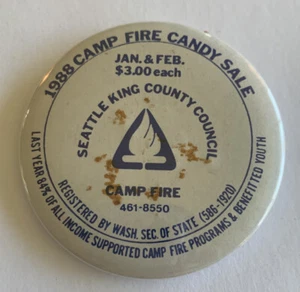 1988 CAMP FIRE CANDY SALE
JAN. & FEB.
$3.00 each
SEATTLE KING COUNTY COUNCIL
CAMP FIRE
461-8550
REGISTERED BY WASH. SEC. OF STATE (586-1920)
LAST YEAR 84% OF ALL INCOME SUPPORTED CAMP FIRE PROGRAMS & BENEFITTED YOUTH